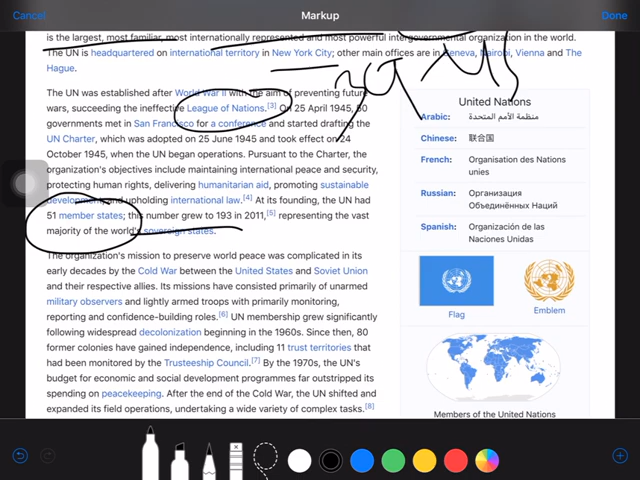 Cancel
Markup
Done
is the largest, most familiar, most internationally represented and most powerful intergovernmental organization in the world.
The UN is headquartered on international territory in New York City; other main offices are in Geneva, Nairobi, Vienna and The
Hague.
The UN was established after World War II with the aim of preventing future
wars, succeeding the ineffective League of Nations.[3] On 25 April 1945, 50
governments met in San Francisco for a conference and started drafting the
UN Charter, which was adopted on 25 June 1945 and took effect on 24
October 1945, when the UN began operations. Pursuant to the Charter, the
organization's objectives include maintaining international peace and security,
protecting human rights, delivering humanitarian aid, promoting sustainable
development, and upholding international law.[4] At its founding, the UN had
51 member states; this number grew to 193 in 2011,[5] representing the vast
majority of the world's sovereign states.
The organization's mission to preserve world peace was complicated in its
early decades by the Cold War between the United States and Soviet Union
and their respective allies. Its missions have consisted primarily of unarmed
military observers and lightly armed troops with primarily monitoring,
reporting and confidence-building roles.[6] UN membership grew significantly
following widespread decolonization beginning in the 1960s. Since then, 80
former colonies have gained independence, including 11 trust territories that
had been monitored by the Trusteeship Council.[7] By the 1970s, the UN's
budget for economic and social development programmes far outstripped its
spending on peacekeeping. After the end of the Cold War, the UN shifted and
expanded its field operations, undertaking a wide variety of complex tasks.[8]
United Nations
Arabic: منظمة الأمم المتحدة
Chinese: 联合国
French: Organisation des Nations
unies
Russian: Организация
Объединённых Наций
Spanish: Organización de las
Naciones Unidas
Flag
Emblem
Members of the United Nations